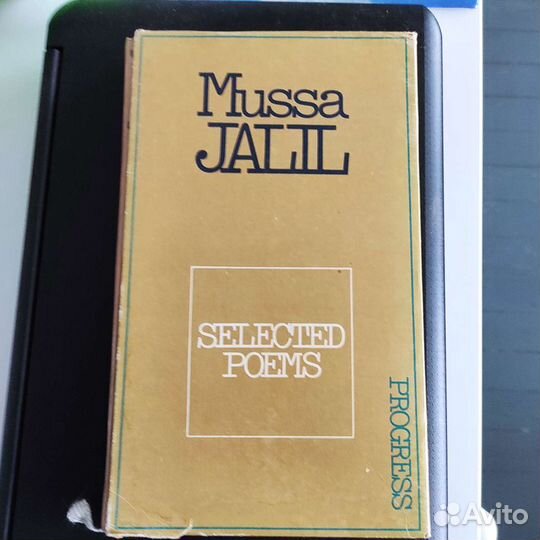 Mussa
JALIL
SELECTED
POEMS
PROGRESS
Avito